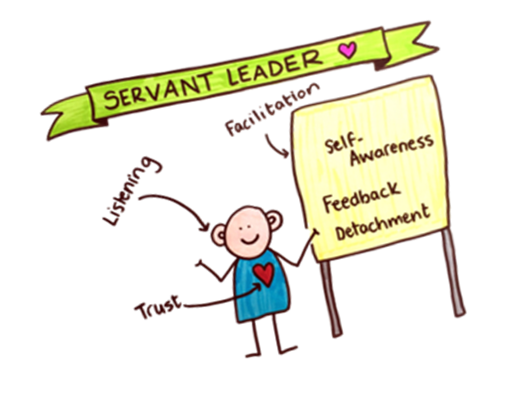 SERVANT LEADER
Facilitation
Self-
Awareness
Feedback
Detachment
Listening
Trust